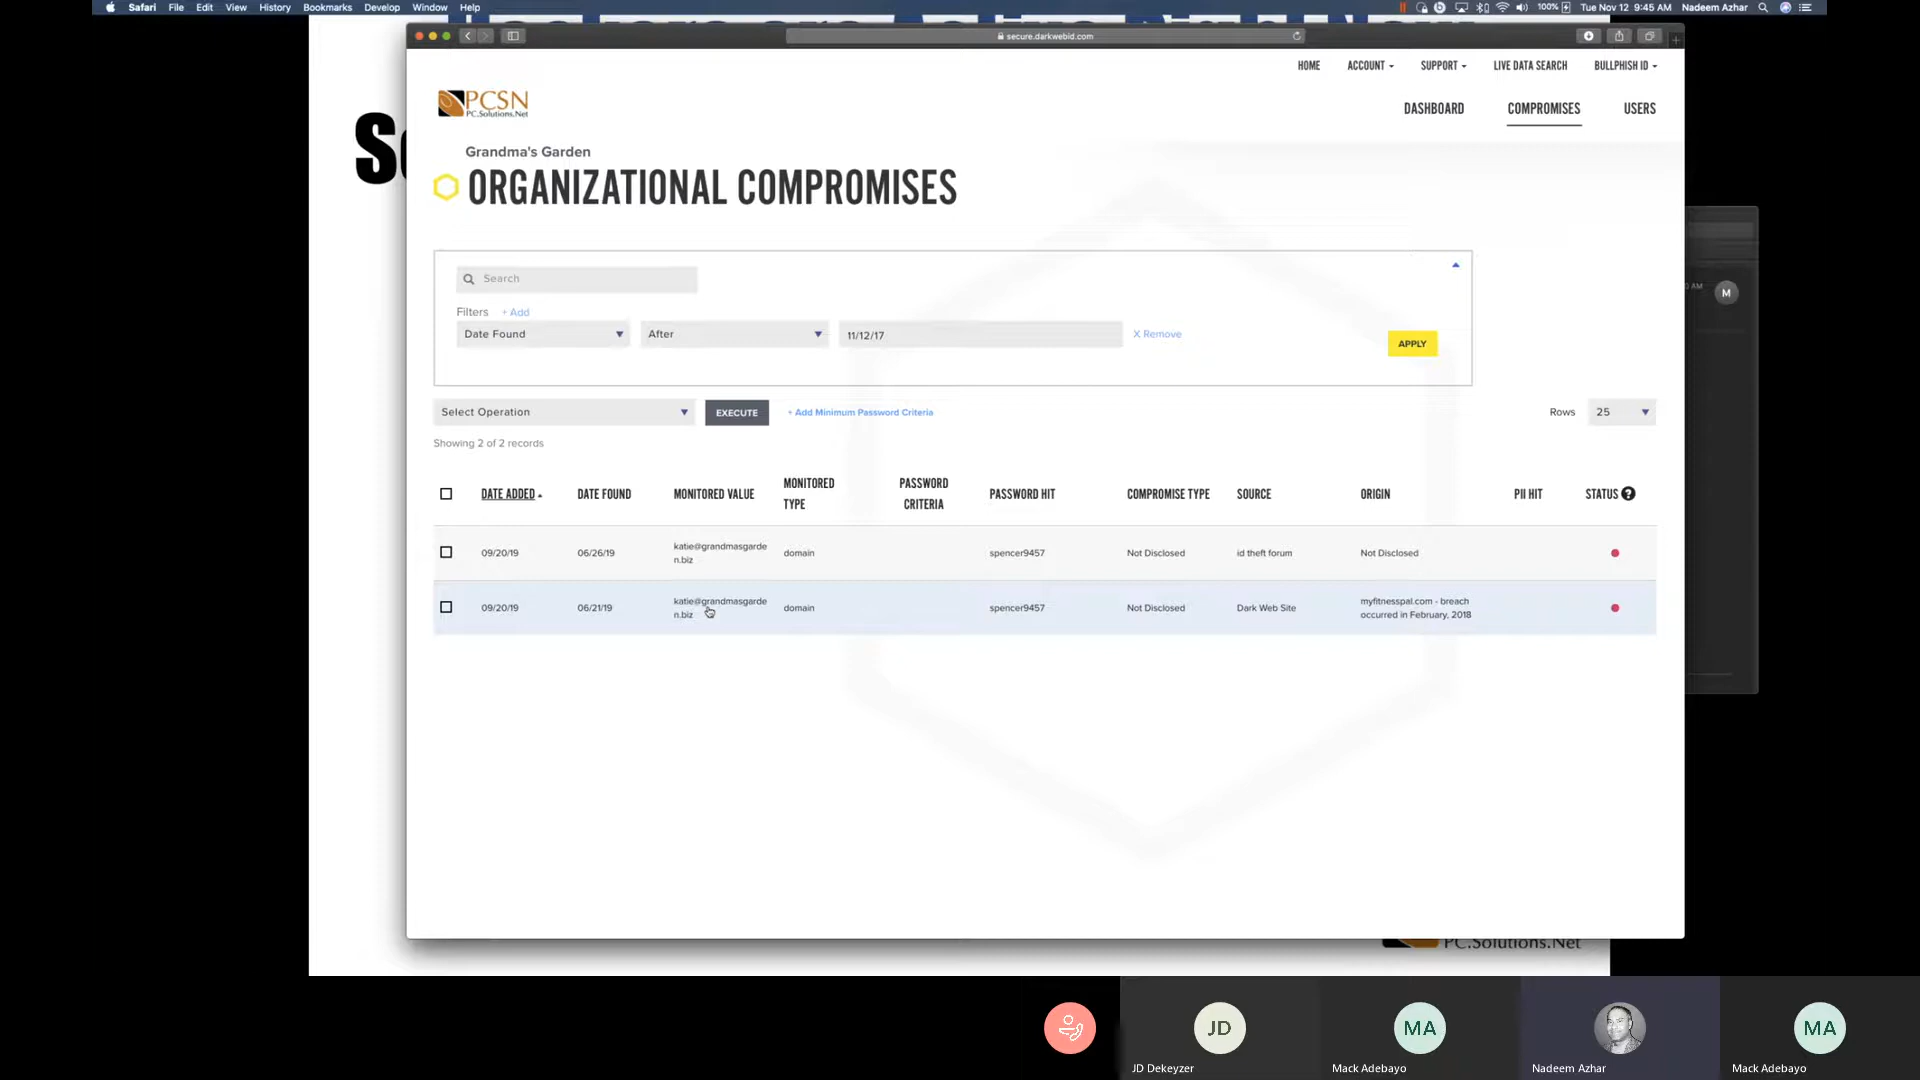 Safari File Edit View History Bookmarks Develop Window Help
100% Tue Nov 12 9:45 AM Nadeem Azhar
secure.darkwebid.com
HOME ACCOUNT SUPPORT LIVE DATA SEARCH BULLPHISH ID
PCSN
PC.Solutions.Net
DASHBOARD COMPROMISES USERS
Grandma's Garden
ORGANIZATIONAL COMPROMISES
Search
Filters + Add
Date Found After 11/12/17 X Remove
APPLY
Select Operation EXECUTE + Add Minimum Password Criteria Rows 25
Showing 2 of 2 records
DATE ADDED DATE FOUND MONITORED VALUE MONITORED TYPE PASSWORD CRITERIA PASSWORD HIT COMPROMISE TYPE SOURCE ORIGIN PII HIT STATUS ?
09/20/19 06/26/19 katie@grandmasgarden.biz domain spencer9457 Not Disclosed id theft forum Not Disclosed
09/20/19 06/21/19 katie@grandmasgarden.biz domain spencer9457 Not Disclosed Dark Web Site myfitnesspal.com - breach occurred in February, 2018
AM M
PC.Solutions.Net
JD MA MA
JD Dekeyzer Mack Adebayo Nadeem Azhar Mack Adebayo